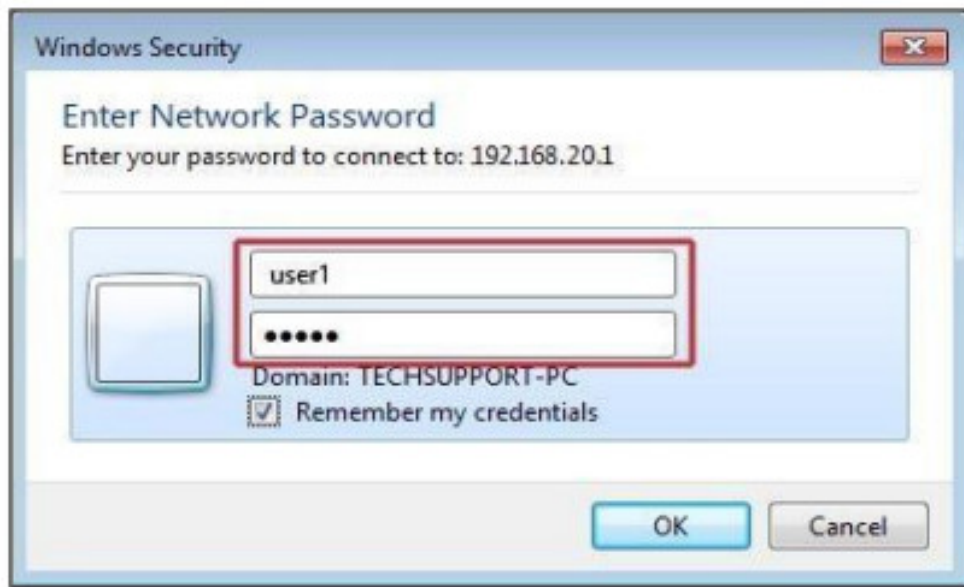 Windows Security
Enter Network Password
Enter your password to connect to: 192.168.20.1
user1
●●●●●
Domain: TECHSUPPORT-PC
Remember my credentials
OK Cancel